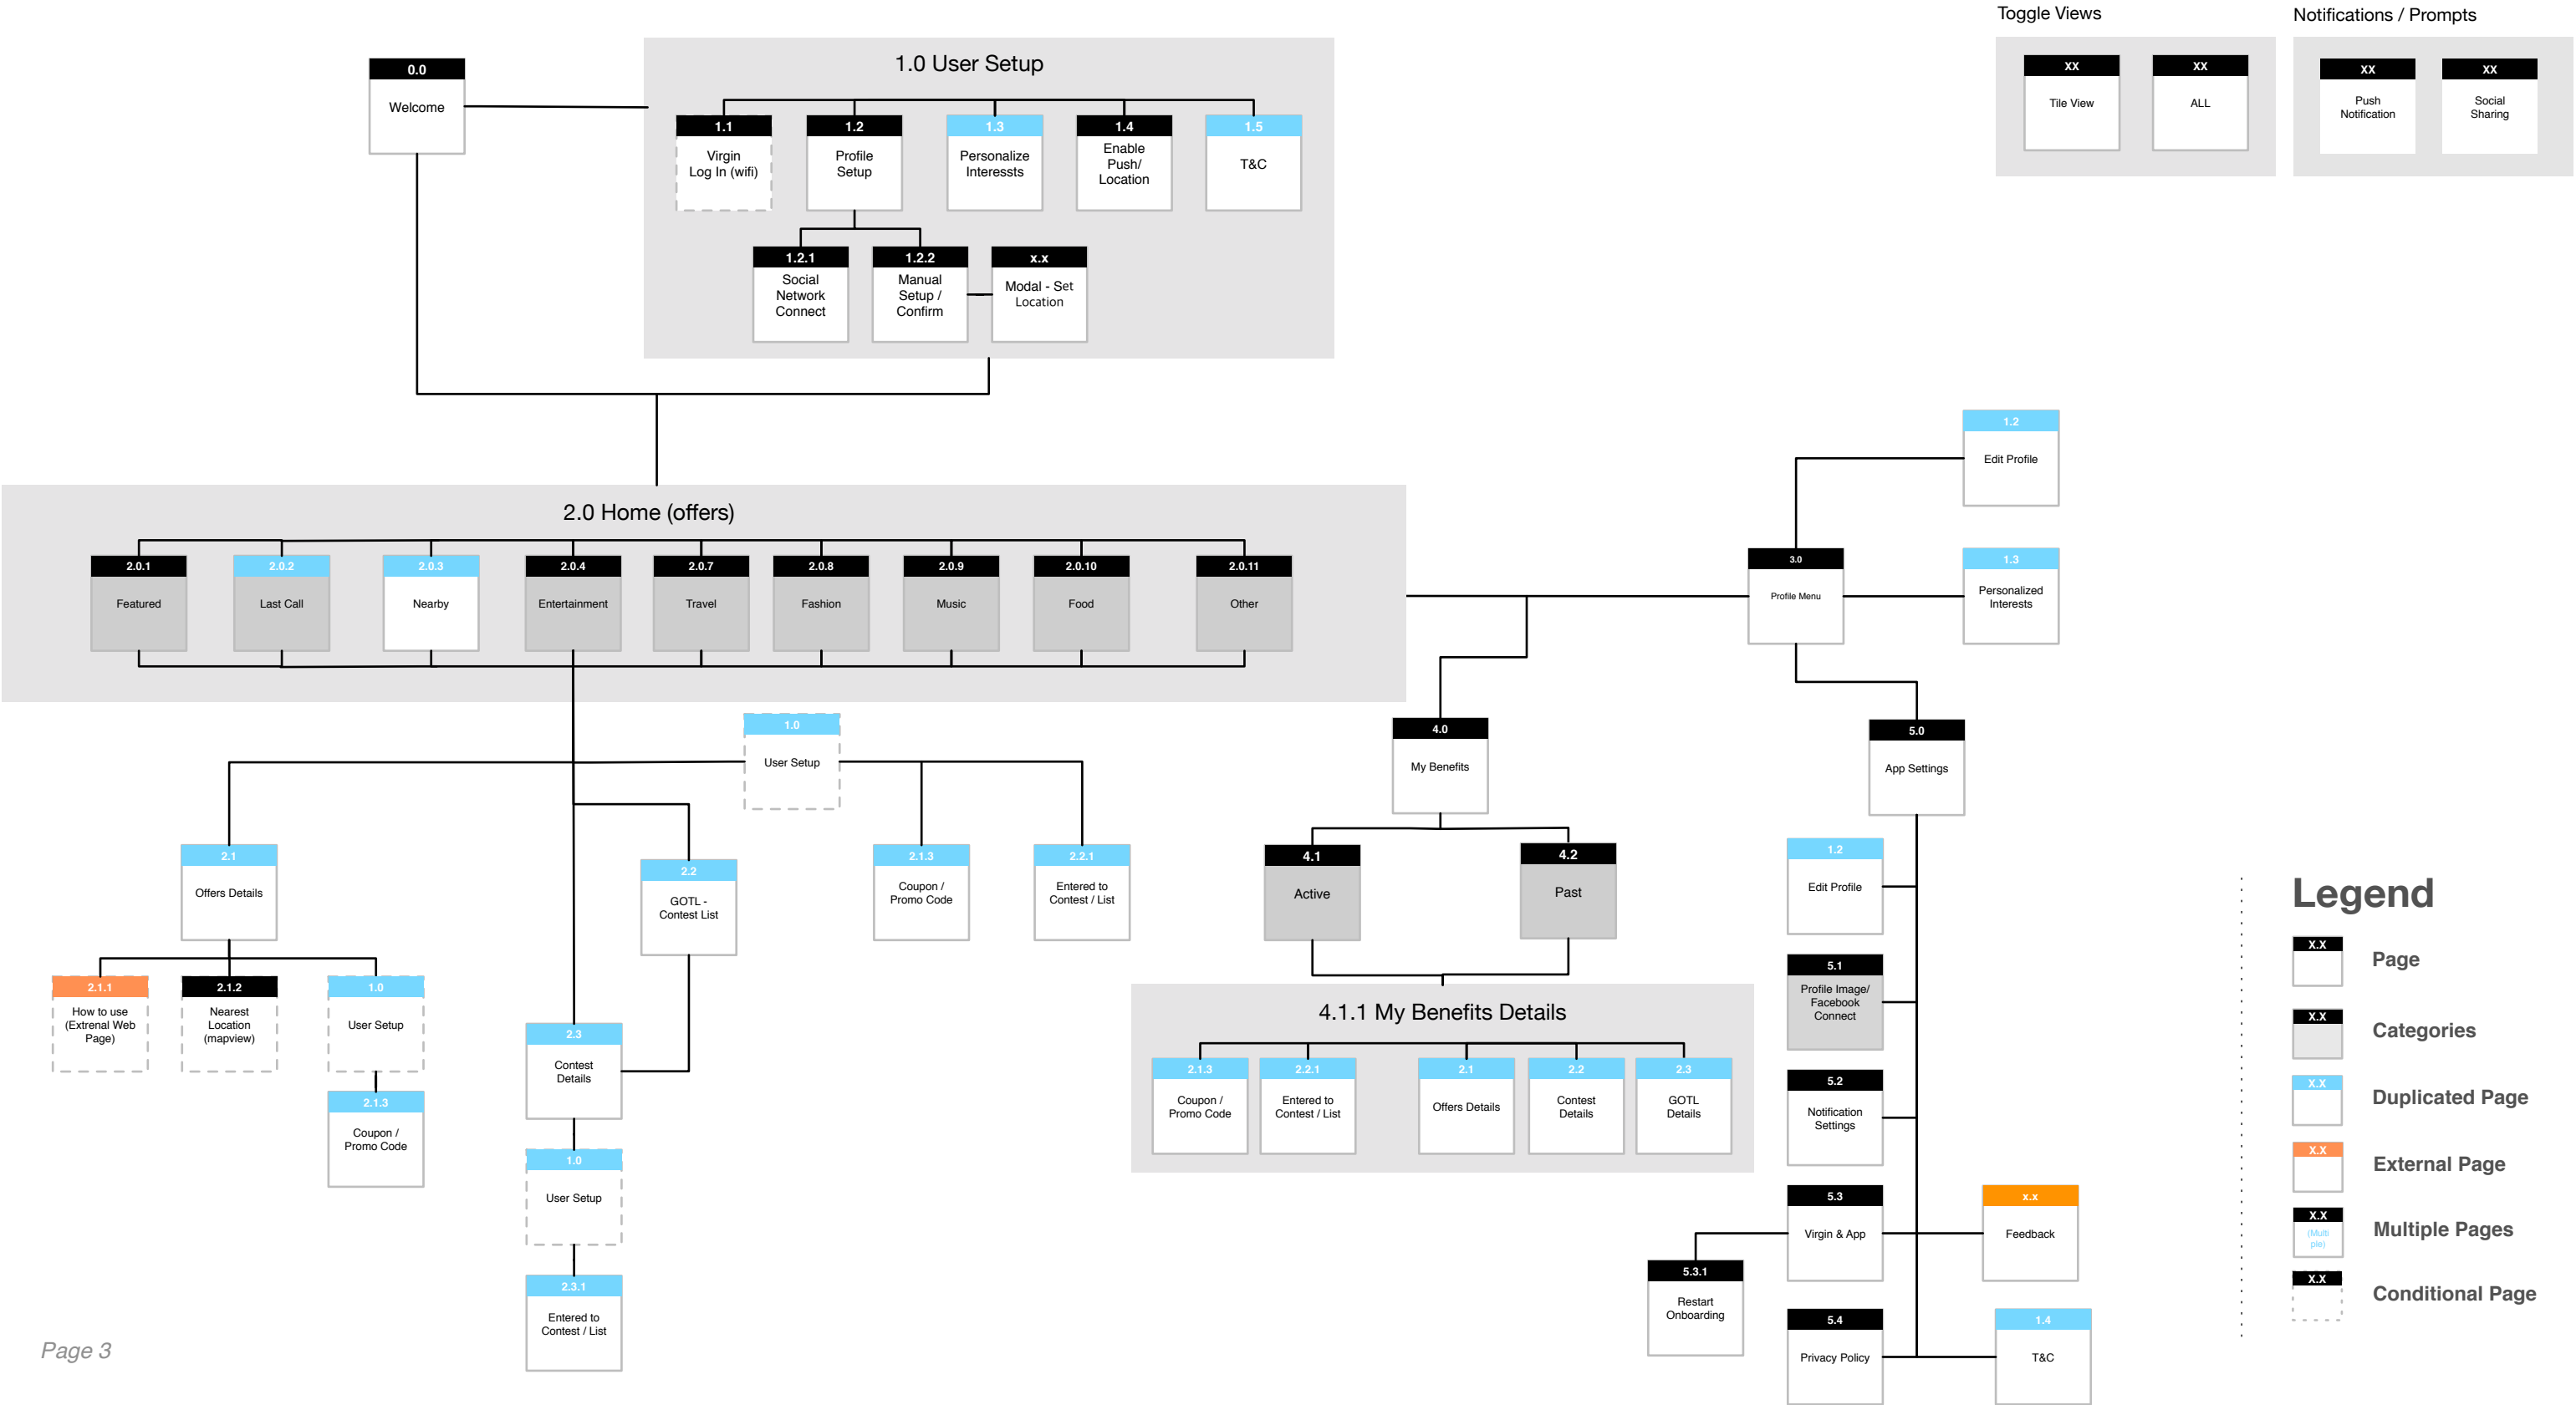 Toggle Views
Notifications / Prompts
XX
Tile View
XX
ALL
XX
Push
Notification
XX
Social
Sharing
0.0
Welcome
1.0 User Setup
1.1
Virgin
Log In (wifi)
1.2
Profile
Setup
1.3
Personalize
Interessts
1.4
Enable
Push/
Location
1.5
T&C
1.2.1
Social
Network
Connect
1.2.2
Manual
Setup /
Confirm
x.x
Modal - Set
Location
2.0 Home (offers)
2.0.1
Featured
2.0.2
Last Call
2.0.3
Nearby
2.0.4
Entertainment
2.0.7
Travel
2.0.8
Fashion
2.0.9
Music
2.0.10
Food
2.0.11
Other
1.2
Edit Profile
3.0
Profile Menu
1.3
Personalized
Interests
1.0
User Setup
4.0
My Benefits
5.0
App Settings
2.1
Offers Details
2.2
GOTL -
Contest List
2.1.3
Coupon /
Promo Code
2.2.1
Entered to
Contest / List
4.1
Active
4.2
Past
1.2
Edit Profile
2.1.1
How to use
(Extrenal Web
Page)
2.1.2
Nearest
Location
(mapview)
1.0
User Setup
2.1.3
Coupon /
Promo Code
2.3
Contest
Details
1.0
User Setup
2.3.1
Entered to
Contest / List
4.1.1 My Benefits Details
2.1.3
Coupon /
Promo Code
2.2.1
Entered to
Contest / List
2.1
Offers Details
2.2
Contest
Details
2.3
GOTL
Details
5.1
Profile Image/
Facebook
Connect
5.2
Notification
Settings
5.3
Virgin & App
x.x
Feedback
5.3.1
Restart
Onboarding
5.4
Privacy Policy
1.4
T&C
Legend
X.X
Page
X.X
Categories
X.X
Duplicated Page
X.X
External Page
X.X
(Multi
ple)
Multiple Pages
X.X
Conditional Page
Page 3